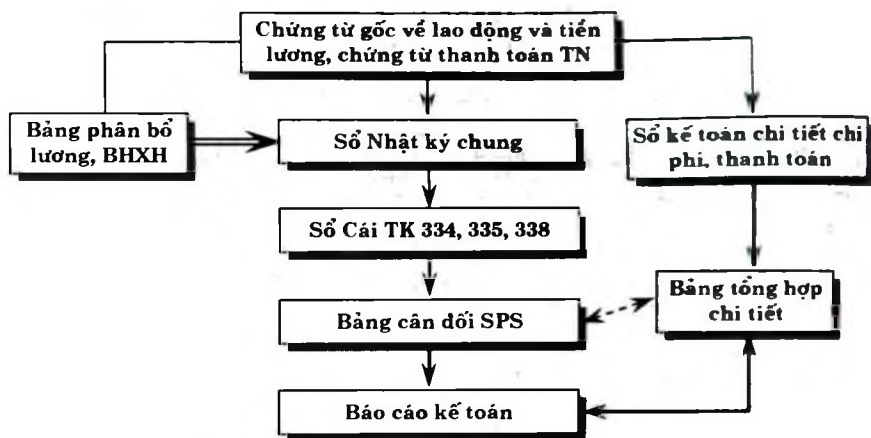 Chứng từ gốc về lao động và tiền
lương, chứng từ thanh toán TN
Bảng phân bổ
lương, BHXH
Sổ Nhật ký chung
Sổ kế toán chi tiết chi
phí, thanh toán
Sổ Cái TK 334, 335, 338
Bảng tổng hợp
chi tiết
Bảng cân đối SPS
Báo cáo kế toán